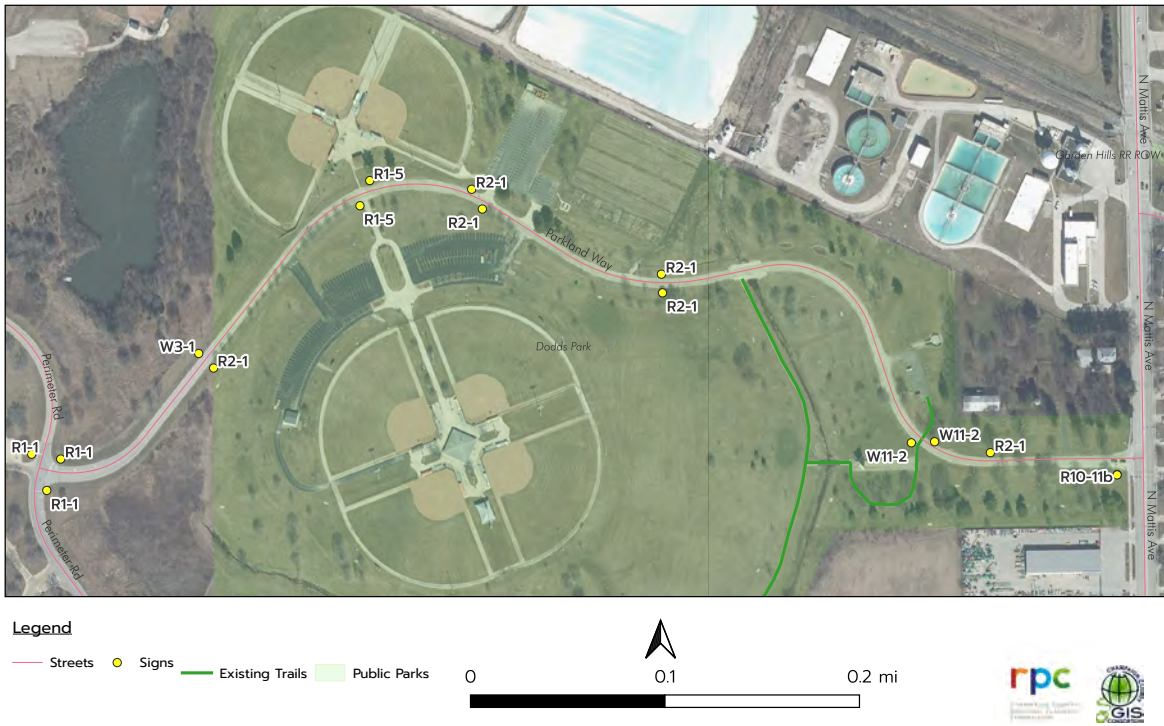 N Mattis Ave
Garden Hills RR ROW
R1-5
R2-1
R1-5
R2-1
Parkland Way
R2-1
R2-1
N Mattis Ave
Dodds Park
W3-1
R2-1
Perimeter Rd
R1-1
R1-1
W11-2
W11-2
R2-1
R10-11b
R1-1
N Mattis Ave
Perimeter Rd
Legend
Streets
Signs
Existing Trails
Public Parks
0
0.1
0.2 mi
rpc
GIS
CONSORTIUM